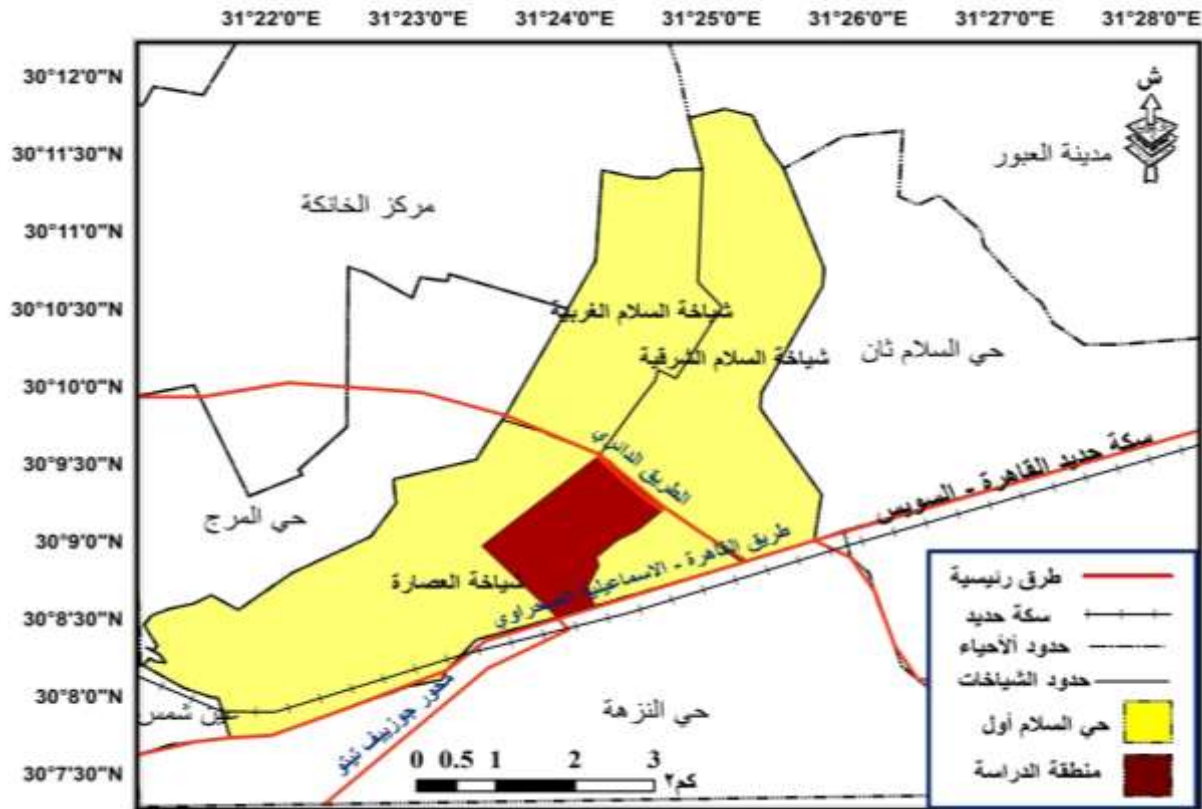 31°22'0"E 31°23'0"E 31°24'0"E 31°25'0"E 31°26'0"E 31°27'0"E 31°28'0"E
30°12'0"N
30°11'30"N
30°11'0"N
30°10'30"N
30°10'0"N
30°9'30"N
30°9'0"N
30°8'30"N
30°8'0"N
30°7'30"N
ش
مدينة العبور
مركز الخانكة
شياخة السلام الغربية
شياخة السلام الشرقية
حي السلام ثان
سكة حديد القاهرة - السويس
الطريق الدائري
حي المرج
طريق القاهرة - الاسماعيلية الصحراوي
شياخة العصارة
محور جوزييف تيتو
حي النزهة
عين شمس
0 0.5 1 2 3
كم٢
طرق رئيسية
سكة حديد
حدود ألأحياء
حدود الشياخات
حي السلام أول
منطقة الدراسة